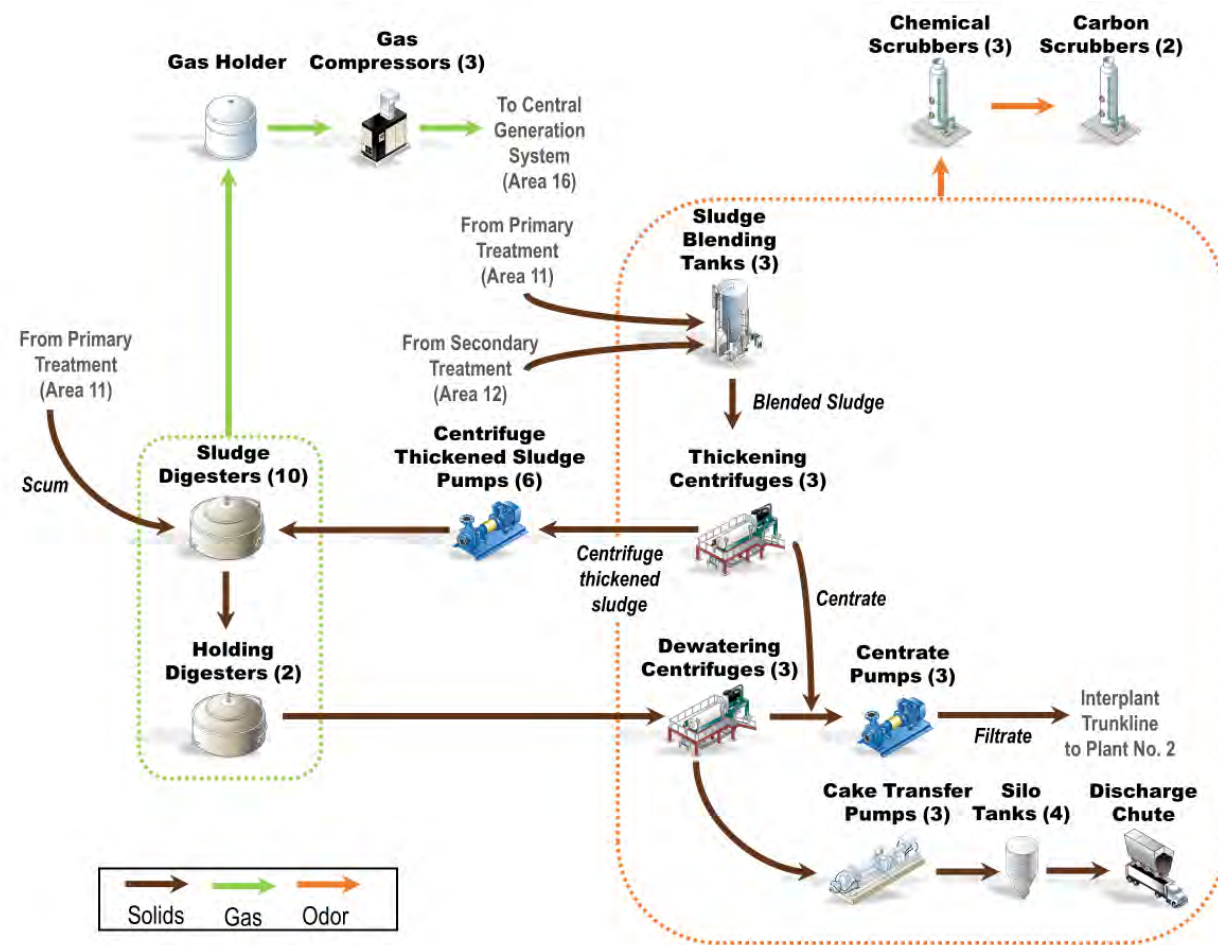 Chemical
Scrubbers (3)
Carbon
Scrubbers (2)
Gas Holder
Gas
Compressors (3)
To Central
Generation
System
(Area 16)
From Primary
Treatment
(Area 11)
Sludge
Blending
Tanks (3)
From Primary
Treatment
(Area 11)
From Secondary
Treatment
(Area 12)
Blended Sludge
Scum
Sludge
Digesters (10)
Centrifuge
Thickened Sludge
Pumps (6)
Thickening
Centrifuges (3)
Centrifuge
thickened
sludge
Centrate
Holding
Digesters (2)
Dewatering
Centrifuges (3)
Centrate
Pumps (3)
Filtrate
Interplant
Trunkline
to Plant No. 2
Cake Transfer
Pumps (3)
Silo
Tanks (4)
Discharge
Chute
Solids
Gas
Odor